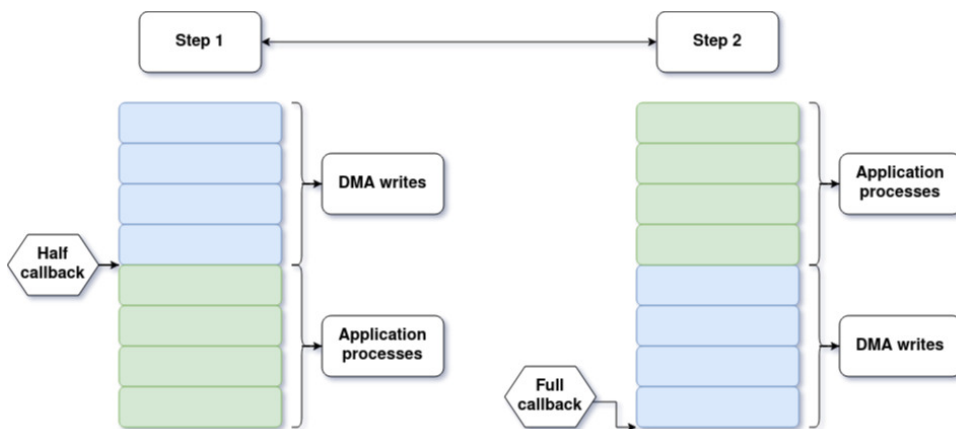 Step 1
Step 2
DMA writes
Half
callback
Application
processes
Application
processes
DMA writes
Full
callback